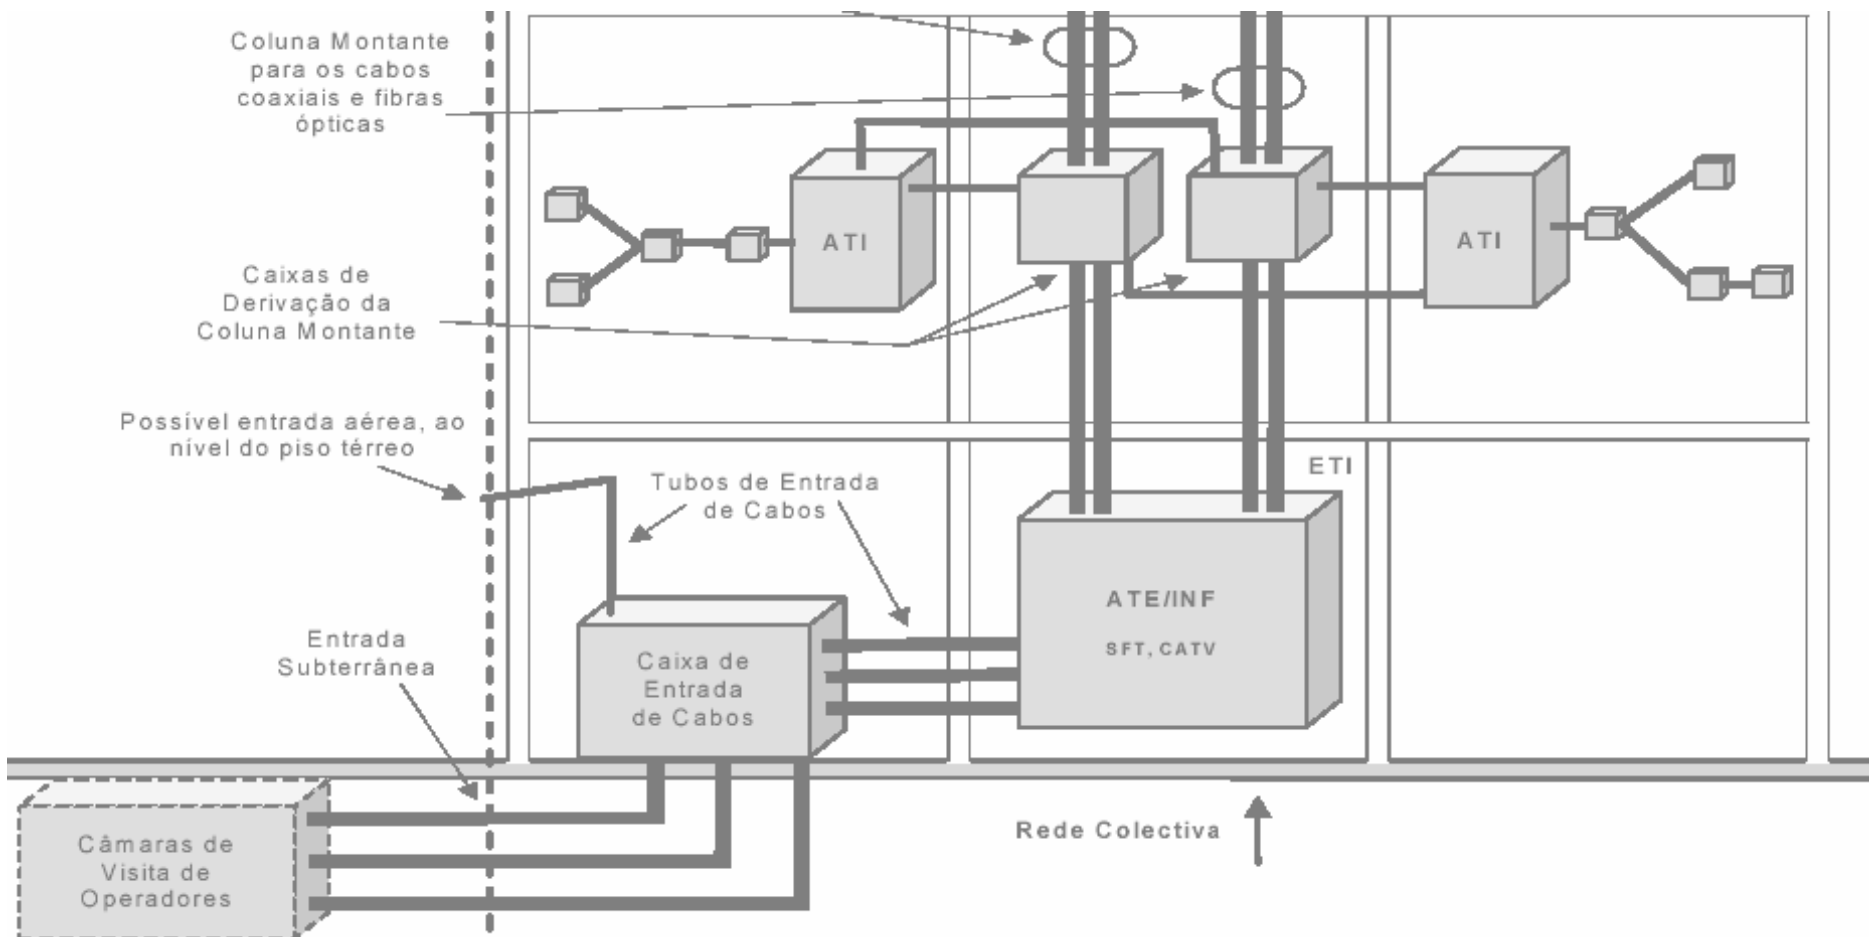 Coluna Montante
para os cabos
coaxiais e fibras
ópticas
ATI
ATI
Caixas de
Derivação da
Coluna Montante
Possível entrada aérea, ao
nível do piso térreo
ETI
Tubos de Entrada
de Cabos
ATE/INF
SFT, CATV
Entrada
Subterrânea
Caixa de
Entrada
de Cabos
Rede Colectiva
Câmaras de
Visita de
Operadores